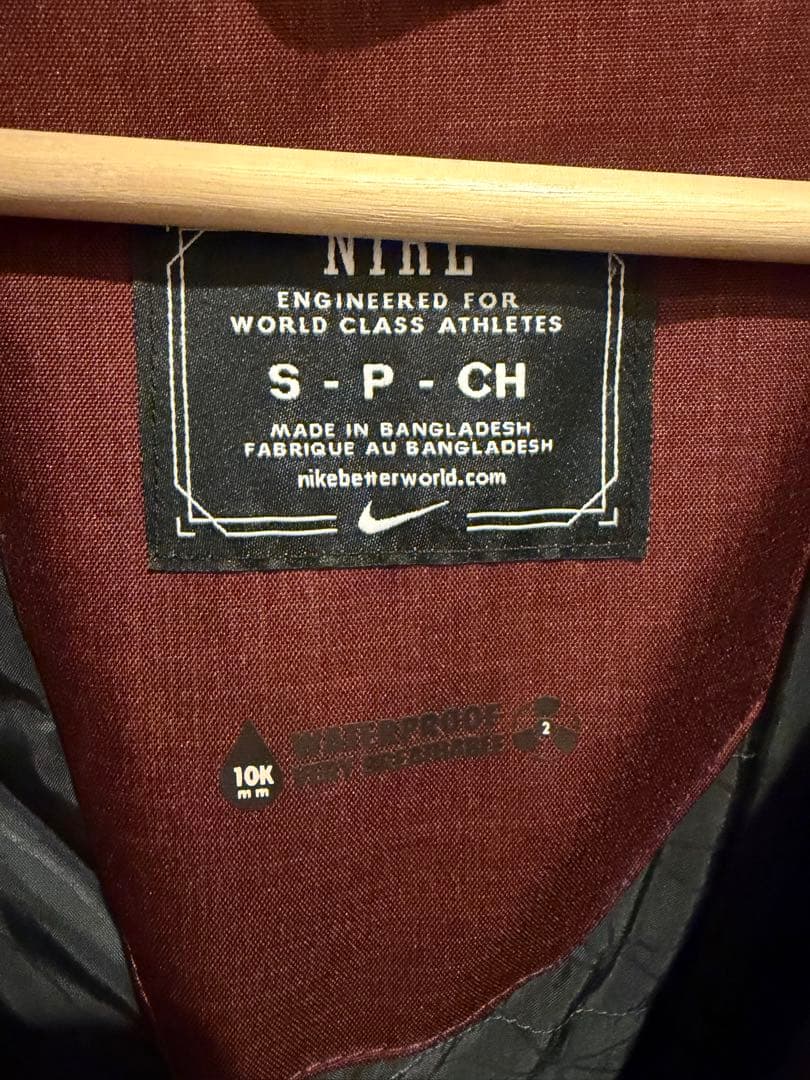 ENGINEERED FOR
WORLD CLASS ATHLETES
S - P - CH
MADE IN BANGLADESH
FABRIQUE AU BANGLADESH
nikebetterworld.com
10K
mm
WATERPROOF
VERY BREATHABLE
2